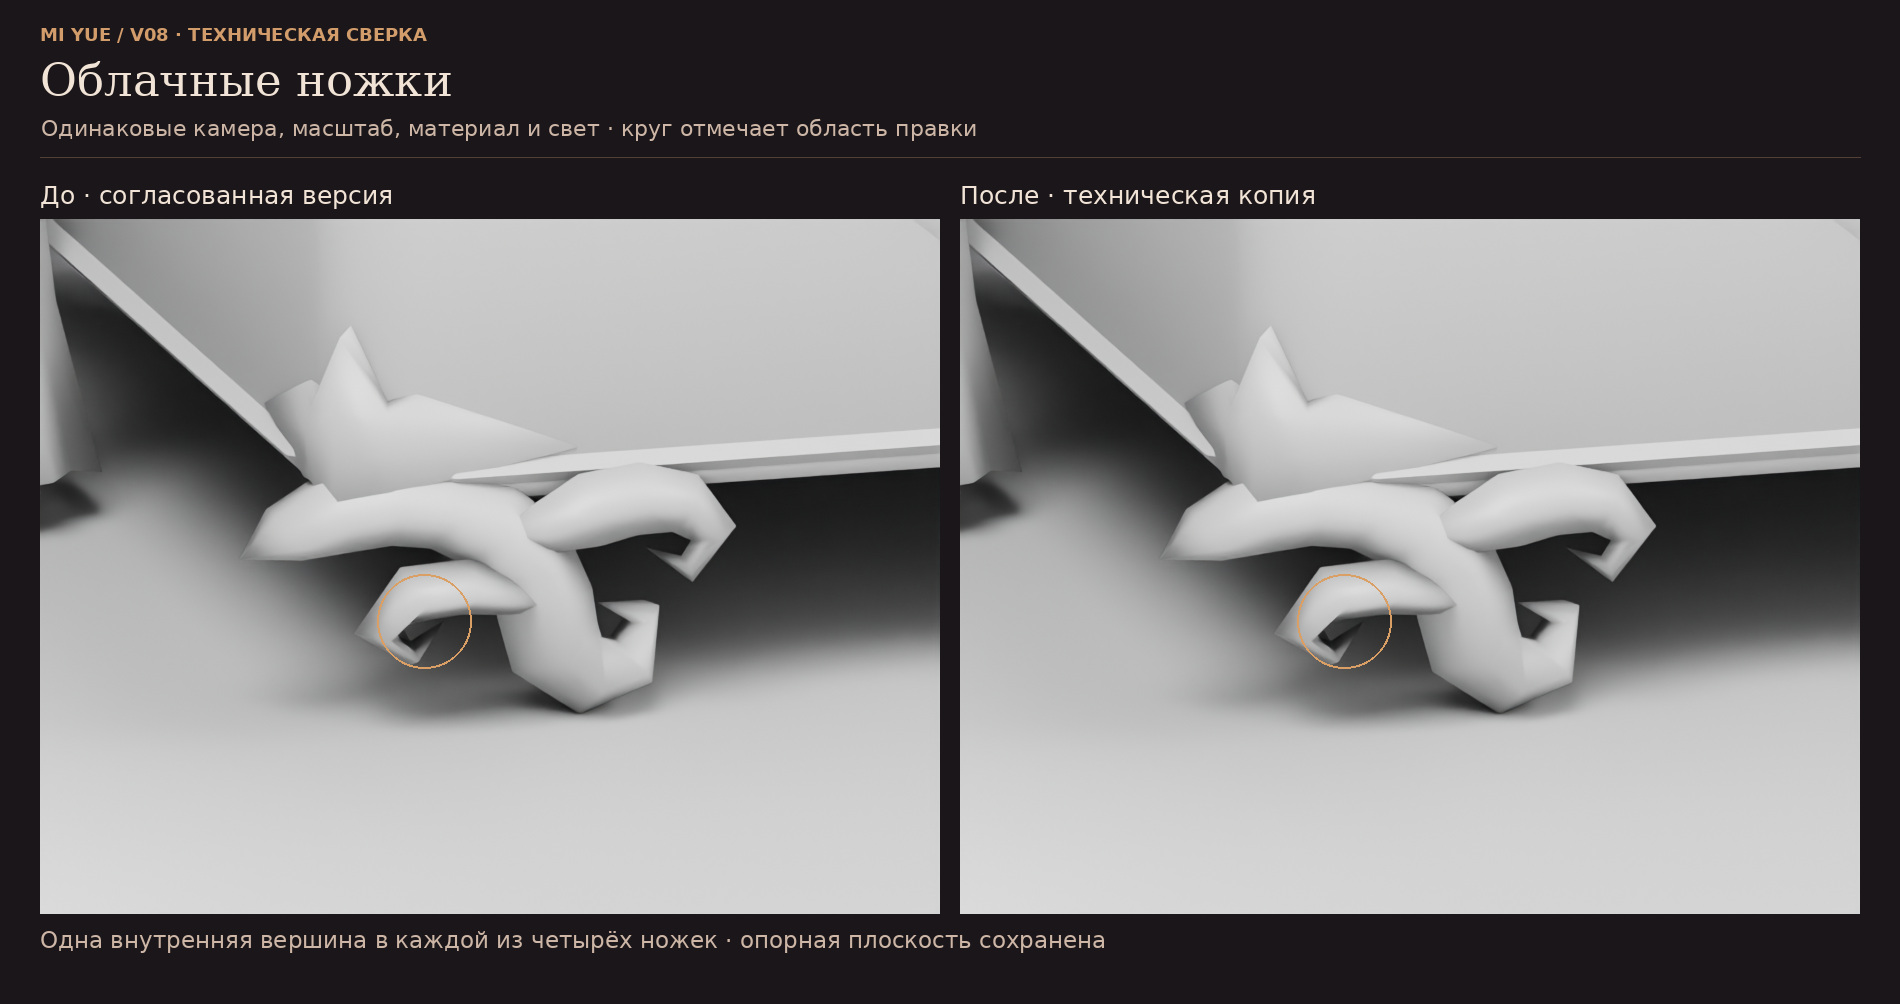 MI YUE / V08 · ТЕХНИЧЕСКАЯ СВЕРКА
Облачные ножки
Одинаковые камера, масштаб, материал и свет · круг отмечает область правки
До · согласованная версия
После · техническая копия
Одна внутренняя вершина в каждой из четырёх ножек · опорная плоскость сохранена